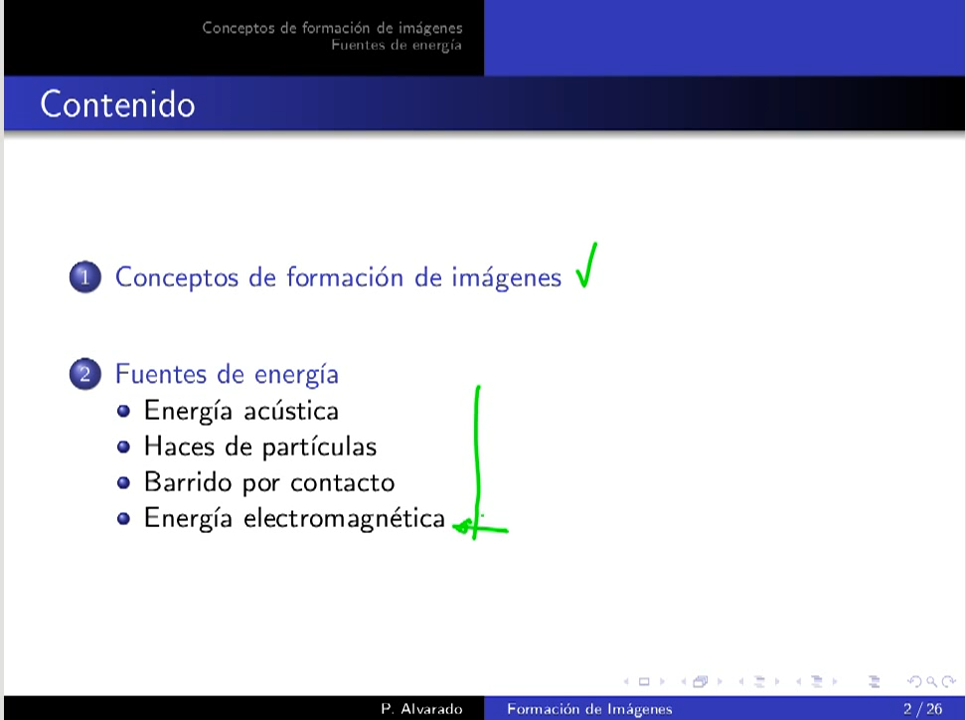 Conceptos de formación de imágenes
Fuentes de energía
Contenido
1 Conceptos de formación de imágenes
2 Fuentes de energía
Energía acústica
Haces de partículas
Barrido por contacto
Energía electromagnética
P. Alvarado Formación de Imágenes 2 / 26